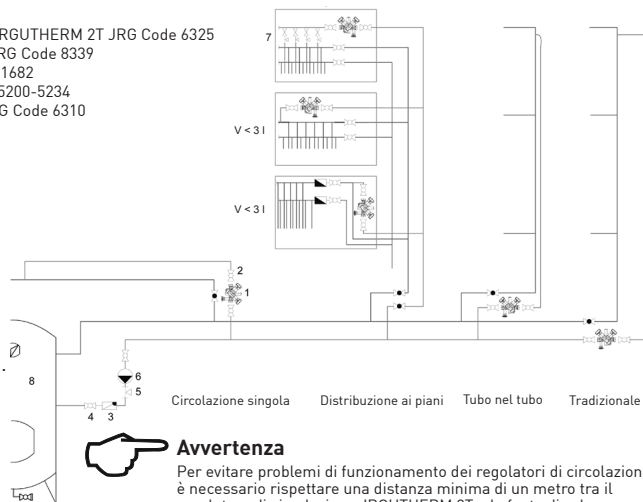 RGUTHERM 2T JRG Code 6325
RG Code 8339
1682
5200-5234
G Code 6310
7
V < 3 l
V < 3 l
2
1
6
5
8
4 3
Circolazione singola Distribuzione ai piani Tubo nel tubo Tradizionale
Avvertenza
Per evitare problemi di funzionamento dei regolatori di circolazion
è necessario rispettare una distanza minima di un metro tra il